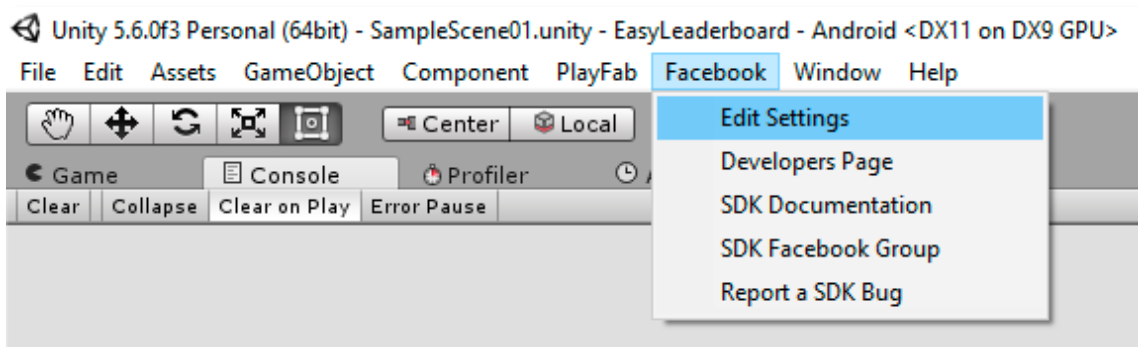 Unity 5.6.0f3 Personal (64bit) - SampleScene01.unity - EasyLeaderboard - Android <DX11 on DX9 GPU>
File Edit Assets GameObject Component PlayFab Facebook Window Help
Center Local
Edit Settings
Developers Page
SDK Documentation
SDK Facebook Group
Report a SDK Bug
Game Console Profiler
Clear Collapse Clear on Play Error Pause